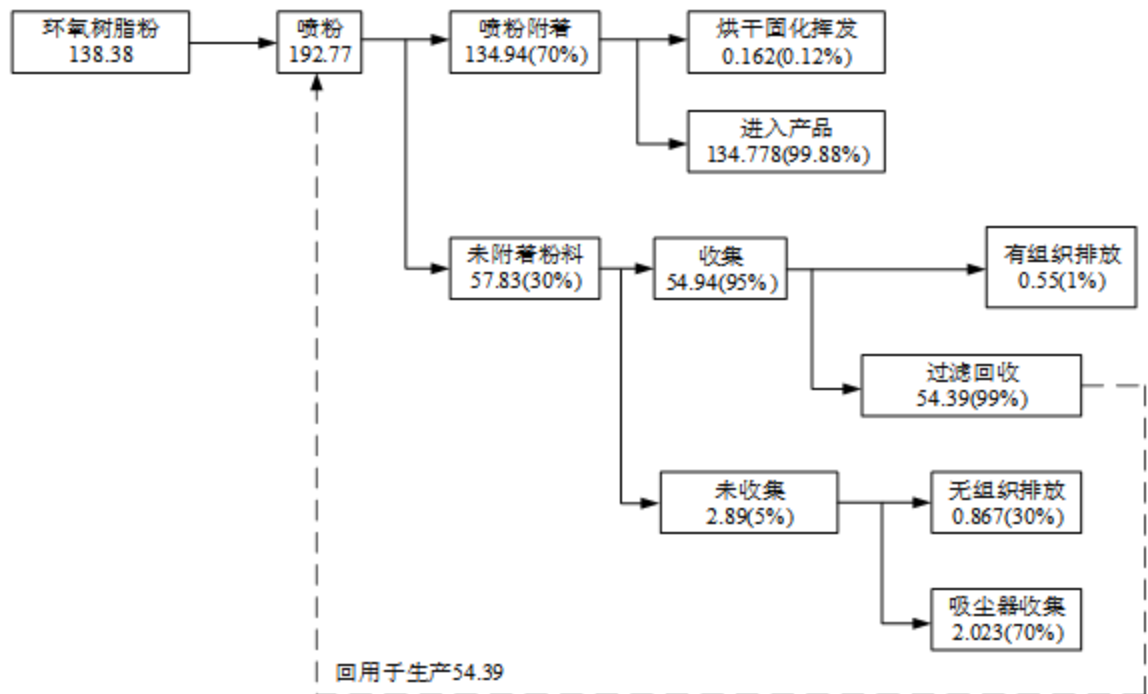 环氧树脂粉
138.38
喷粉
192.77
喷粉附着
134.94(70%)
烘干固化挥发
0.162(0.12%)
进入产品
134.778(99.88%)
未附着粉料
57.83(30%)
收集
54.94(95%)
有组织排放
0.55(1%)
过滤回收
54.39(99%)
未收集
2.89(5%)
无组织排放
0.867(30%)
吸尘器收集
2.023(70%)
回用于生产54.39